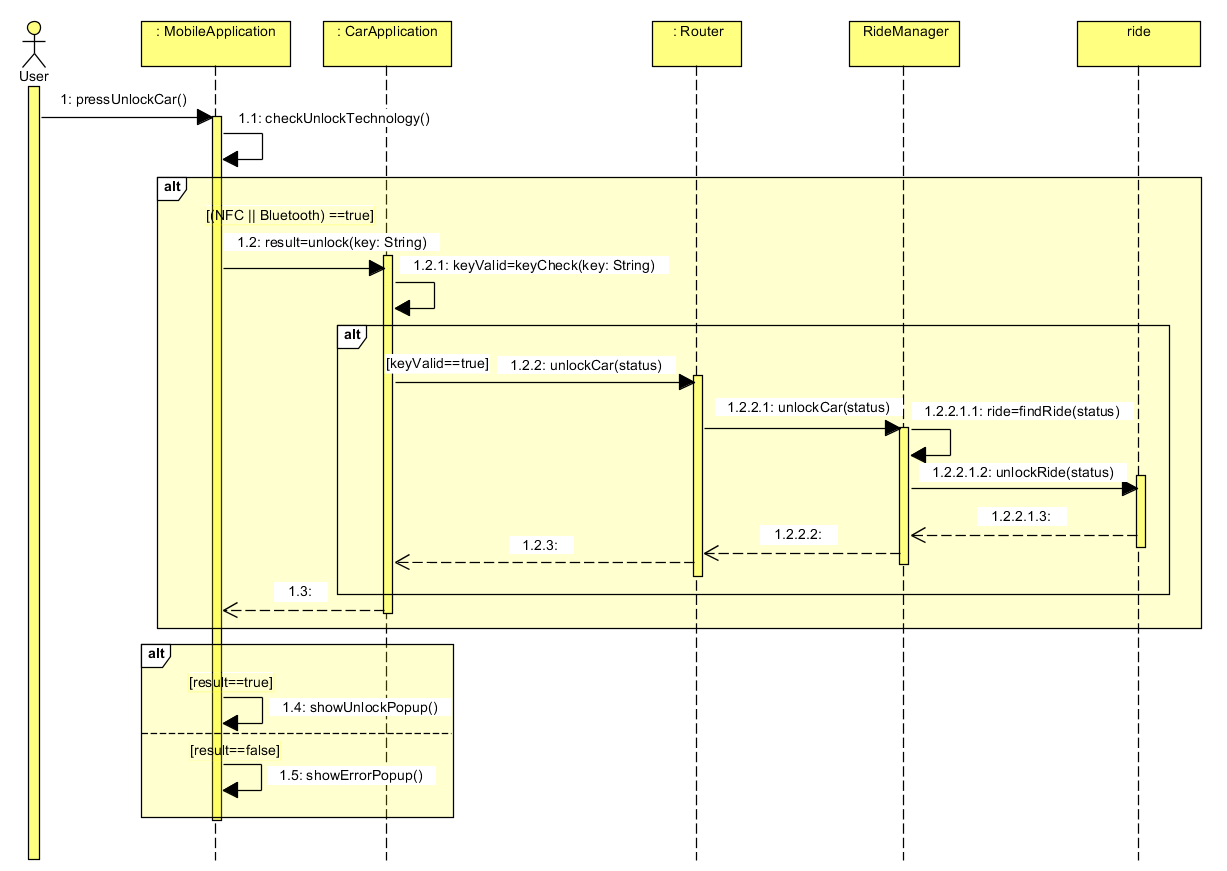 : MobileApplication
: CarApplication
: Router
RideManager
ride
User
1: pressUnlockCar()
1.1: checkUnlockTechnology()
alt
[(NFC || Bluetooth) ==true]
1.2: result=unlock(key: String)
1.2.1: keyValid=keyCheck(key: String)
alt
[keyValid==true]
1.2.2: unlockCar(status)
1.2.2.1: unlockCar(status)
1.2.2.1.1: ride=findRide(status)
1.2.2.1.2: unlockRide(status)
1.2.2.1.3:
1.2.2.2:
1.2.3:
1.3:
alt
[result==true]
1.4: showUnlockPopup()
[result==false]
1.5: showErrorPopup()